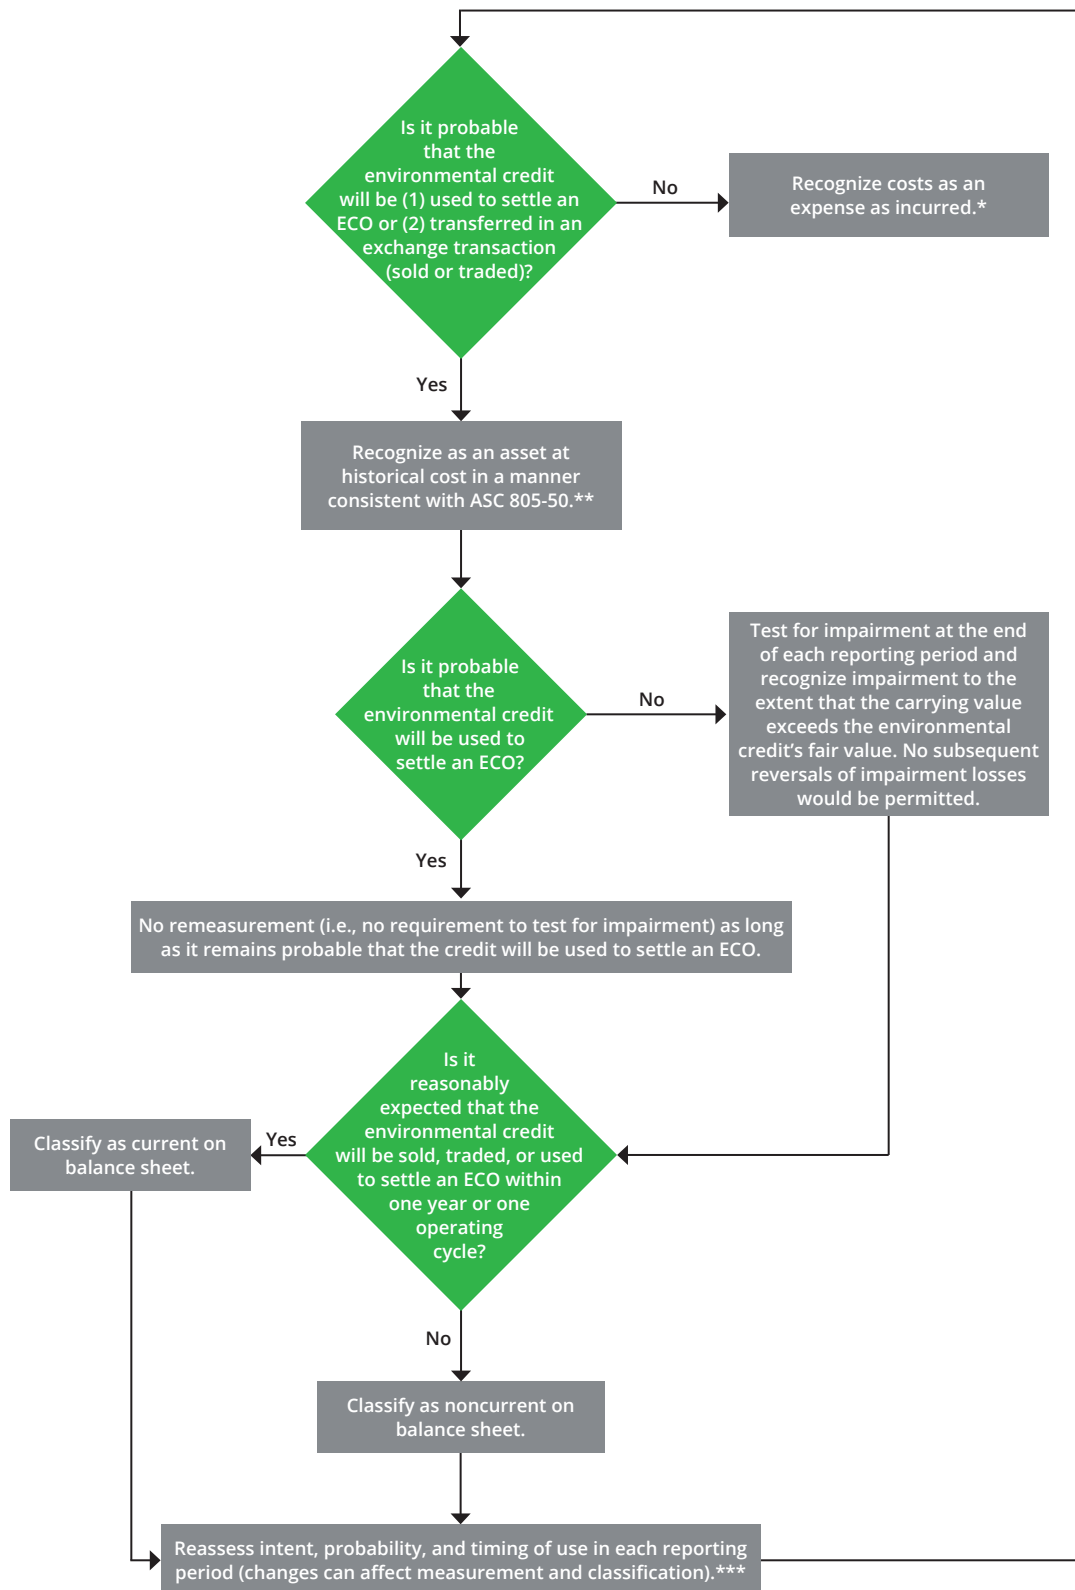 Is it probable
that the
environmental credit
will be (1) used to settle an
ECO or (2) transferred in an
exchange transaction
(sold or traded)?
No
Recognize costs as an
expense as incurred.*
Yes
Recognize as an asset at
historical cost in a manner
consistent with ASC 805-50.**
Is it probable
that the
environmental credit
will be used to
settle an ECO?
No
Test for impairment at the end
of each reporting period and
recognize impairment to the
extent that the carrying value
exceeds the environmental
credit’s fair value. No subsequent
reversals of impairment losses
would be permitted.
Yes
No remeasurement (i.e., no requirement to test for impairment) as long
as it remains probable that the credit will be used to settle an ECO.
Is it
reasonably
expected that the
environmental credit
will be sold, traded, or used
to settle an ECO within
one year or one
operating
cycle?
Yes
Classify as current on
balance sheet.
No
Classify as noncurrent on
balance sheet.
Reassess intent, probability, and timing of use in each reporting
period (changes can affect measurement and classification).***